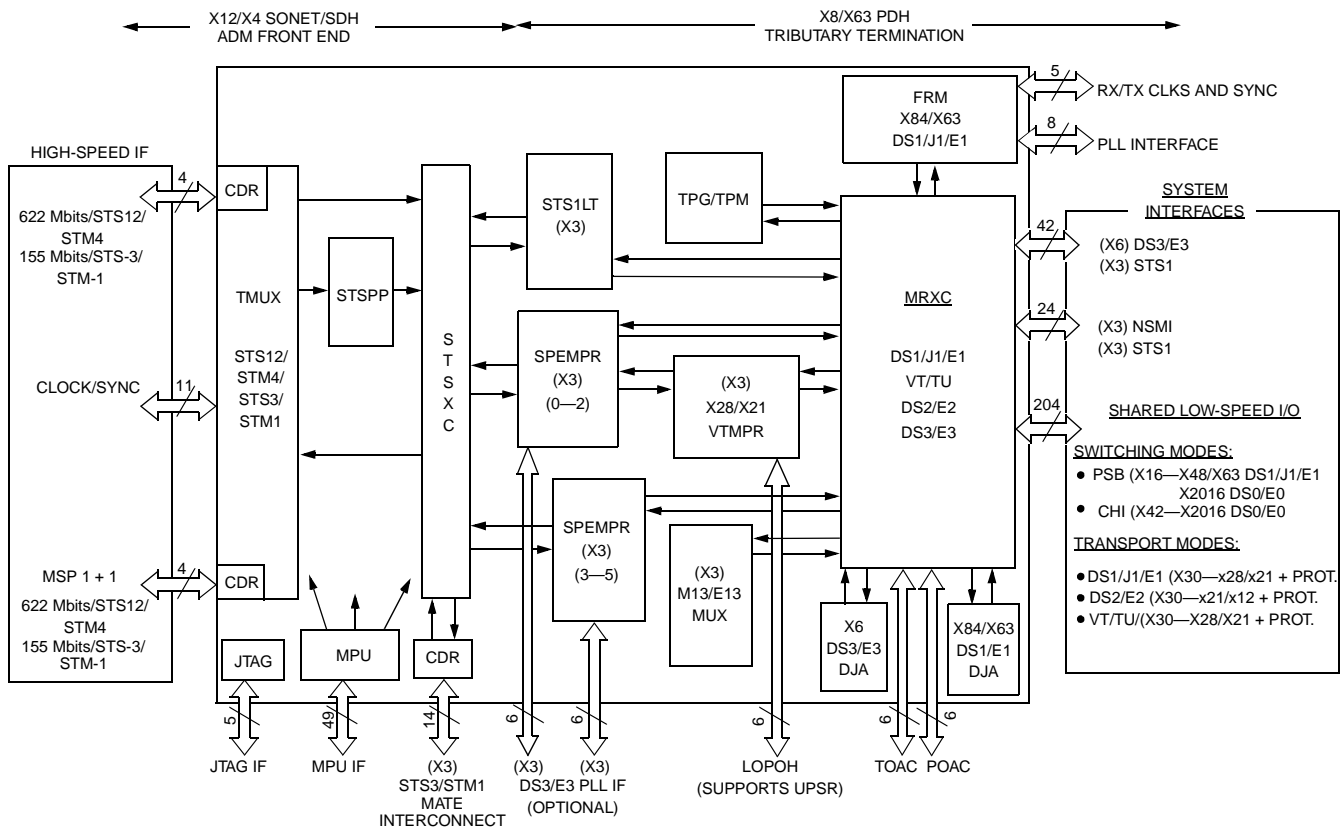 X12/X4 SONET/SDH
ADM FRONT END
X8/X63 PDH
TRIBUTARY TERMINATION
HIGH-SPEED IF
622 Mbits/STS12/
STM4
155 Mbits/STS-3/
STM-1
CLOCK/SYNC
MSP 1 + 1
622 Mbits/STS12/
STM4
155 Mbits/STS-3/
STM-1
4
11
4
CDR
TMUX
STS12/
STM4/
STS3/
STM1
CDR
STSPP
S
T
S
X
C
JTAG
MPU
CDR
STS1LT
(X3)
SPEMPR
(X3)
(0—2)
SPEMPR
(X3)
(3—5)
TPG/TPM
(X3)
X28/X21
VTMPR
(X3)
M13/E13
MUX
FRM
X84/X63
DS1/J1/E1
MRXC
DS1/J1/E1
VT/TU
DS2/E2
DS3/E3
X6
DS3/E3
DJA
X84/X63
DS1/E1
DJA
5
RX/TX CLKS AND SYNC
8
PLL INTERFACE
SYSTEM
INTERFACES
42
(X6) DS3/E3
(X3) STS1
24
(X3) NSMI
(X3) STS1
204
SHARED LOW-SPEED I/O
SWITCHING MODES:
● PSB (X16—X48/X63 DS1/J1/E1
X2016 DS0/E0
● CHI (X42—X2016 DS0/E0
TRANSPORT MODES:
● DS1/J1/E1 (X30—x28/x21 + PROT.
● DS2/E2 (X30—x21/x12 + PROT.
● VT/TU/(X30—X28/X21 + PROT.
5
49
14
6
6
6
6
6
JTAG IF
MPU IF
(X3)
STS3/STM1
MATE
INTERCONNECT
(X3)
(X3)
DS3/E3 PLL IF
(OPTIONAL)
LOPOH
(SUPPORTS UPSR)
TOAC
POAC